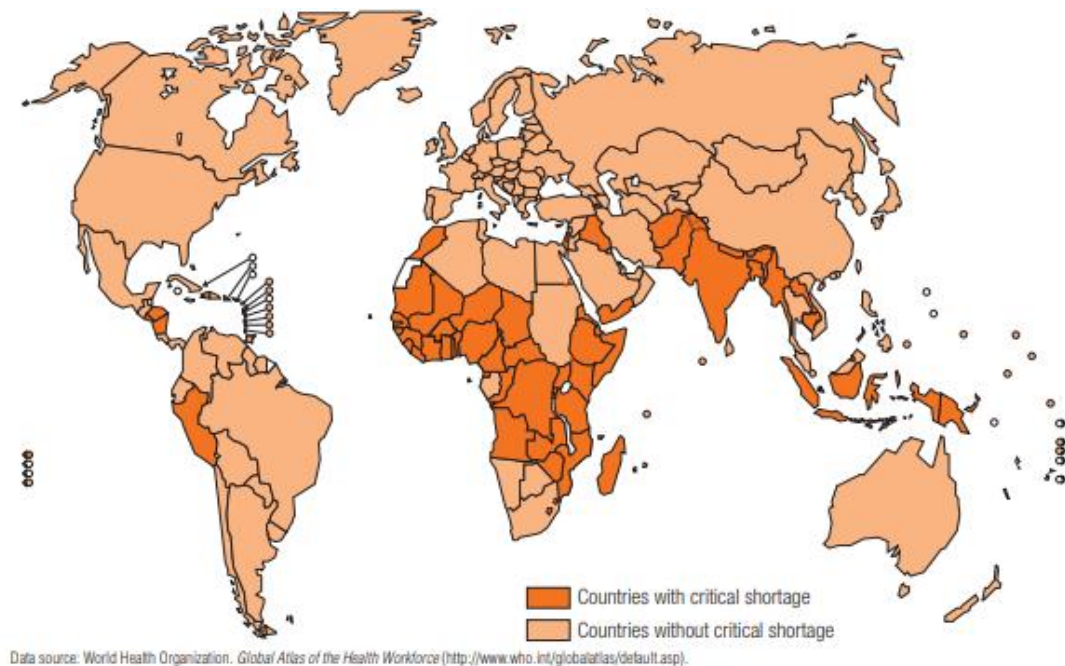 Countries with critical shortage
Countries without critical shortage
Data source: World Health Organization. Global Atlas of the Health Workforce (http://www.who.int/globalatlas/default.asp).